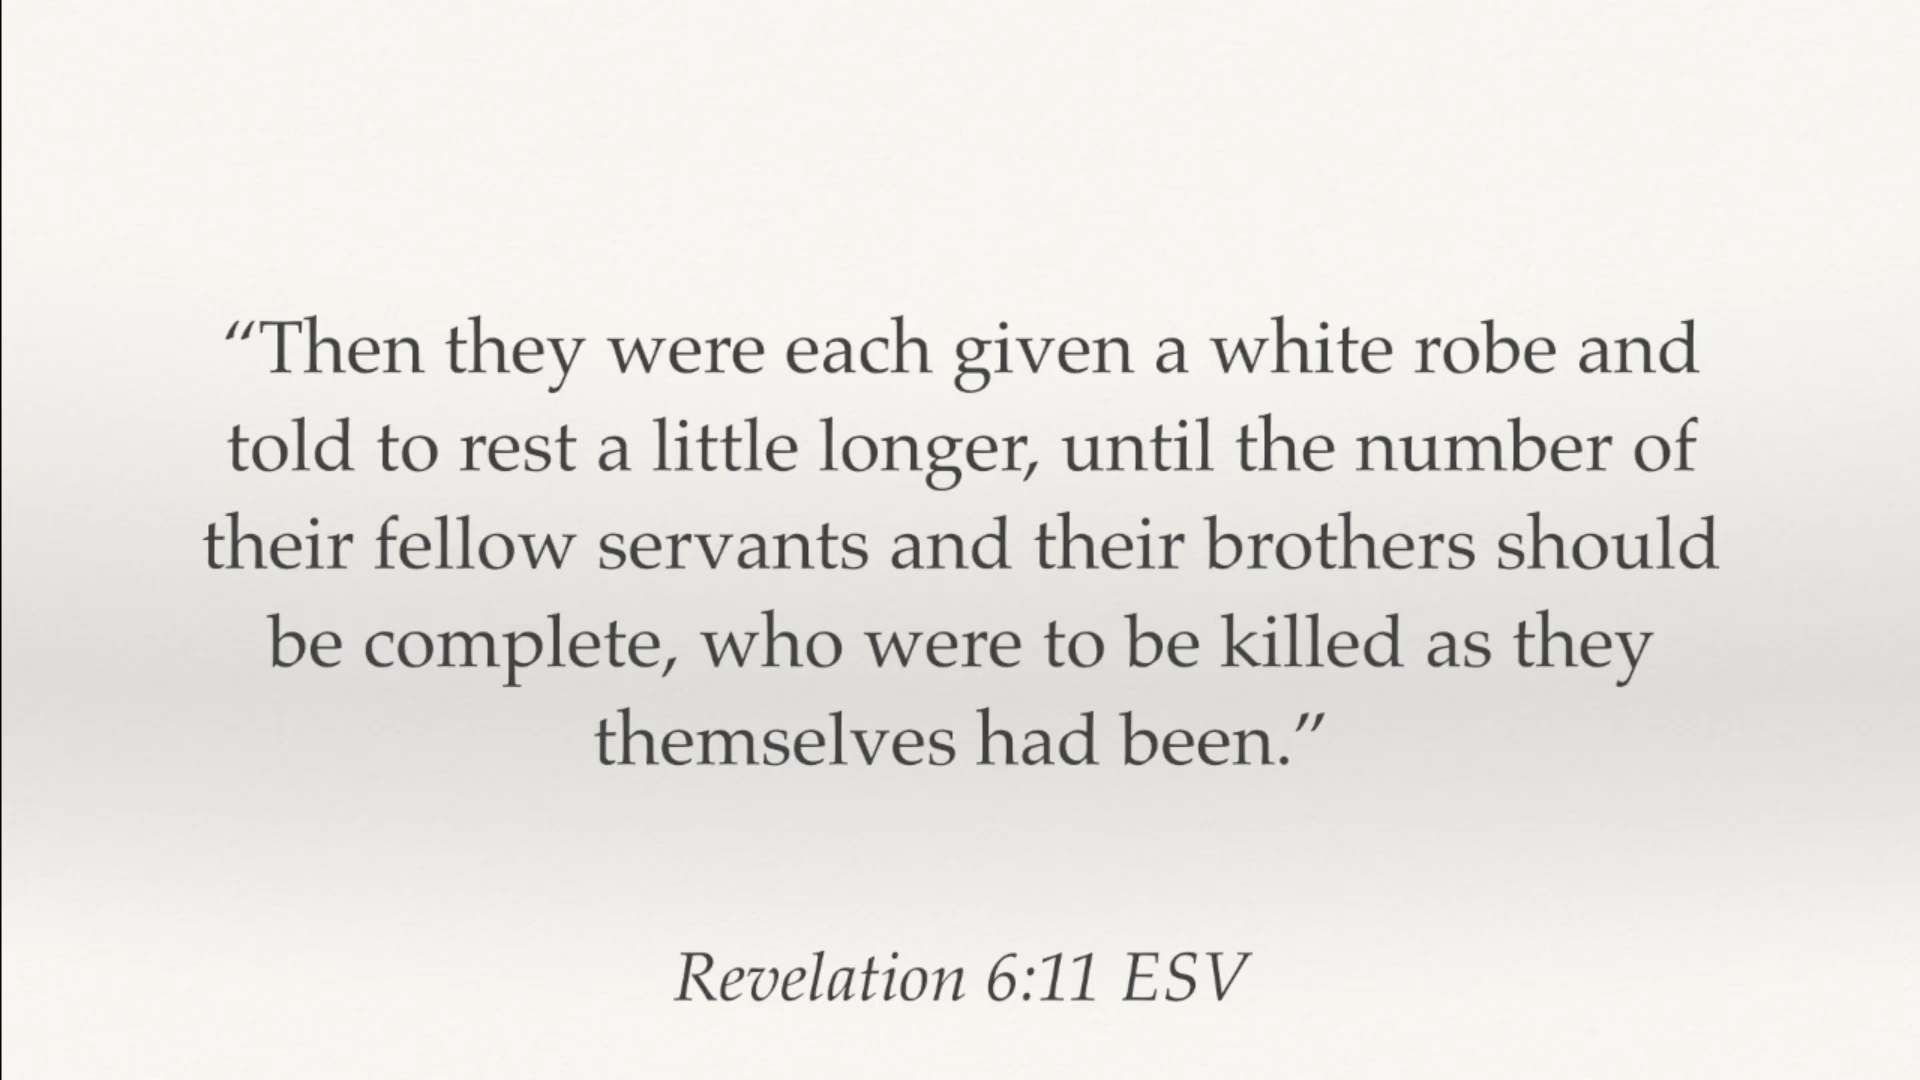 “Then they were each given a white robe and
told to rest a little longer, until the number of
their fellow servants and their brothers should
be complete, who were to be killed as they
themselves had been.”
Revelation 6:11 ESV